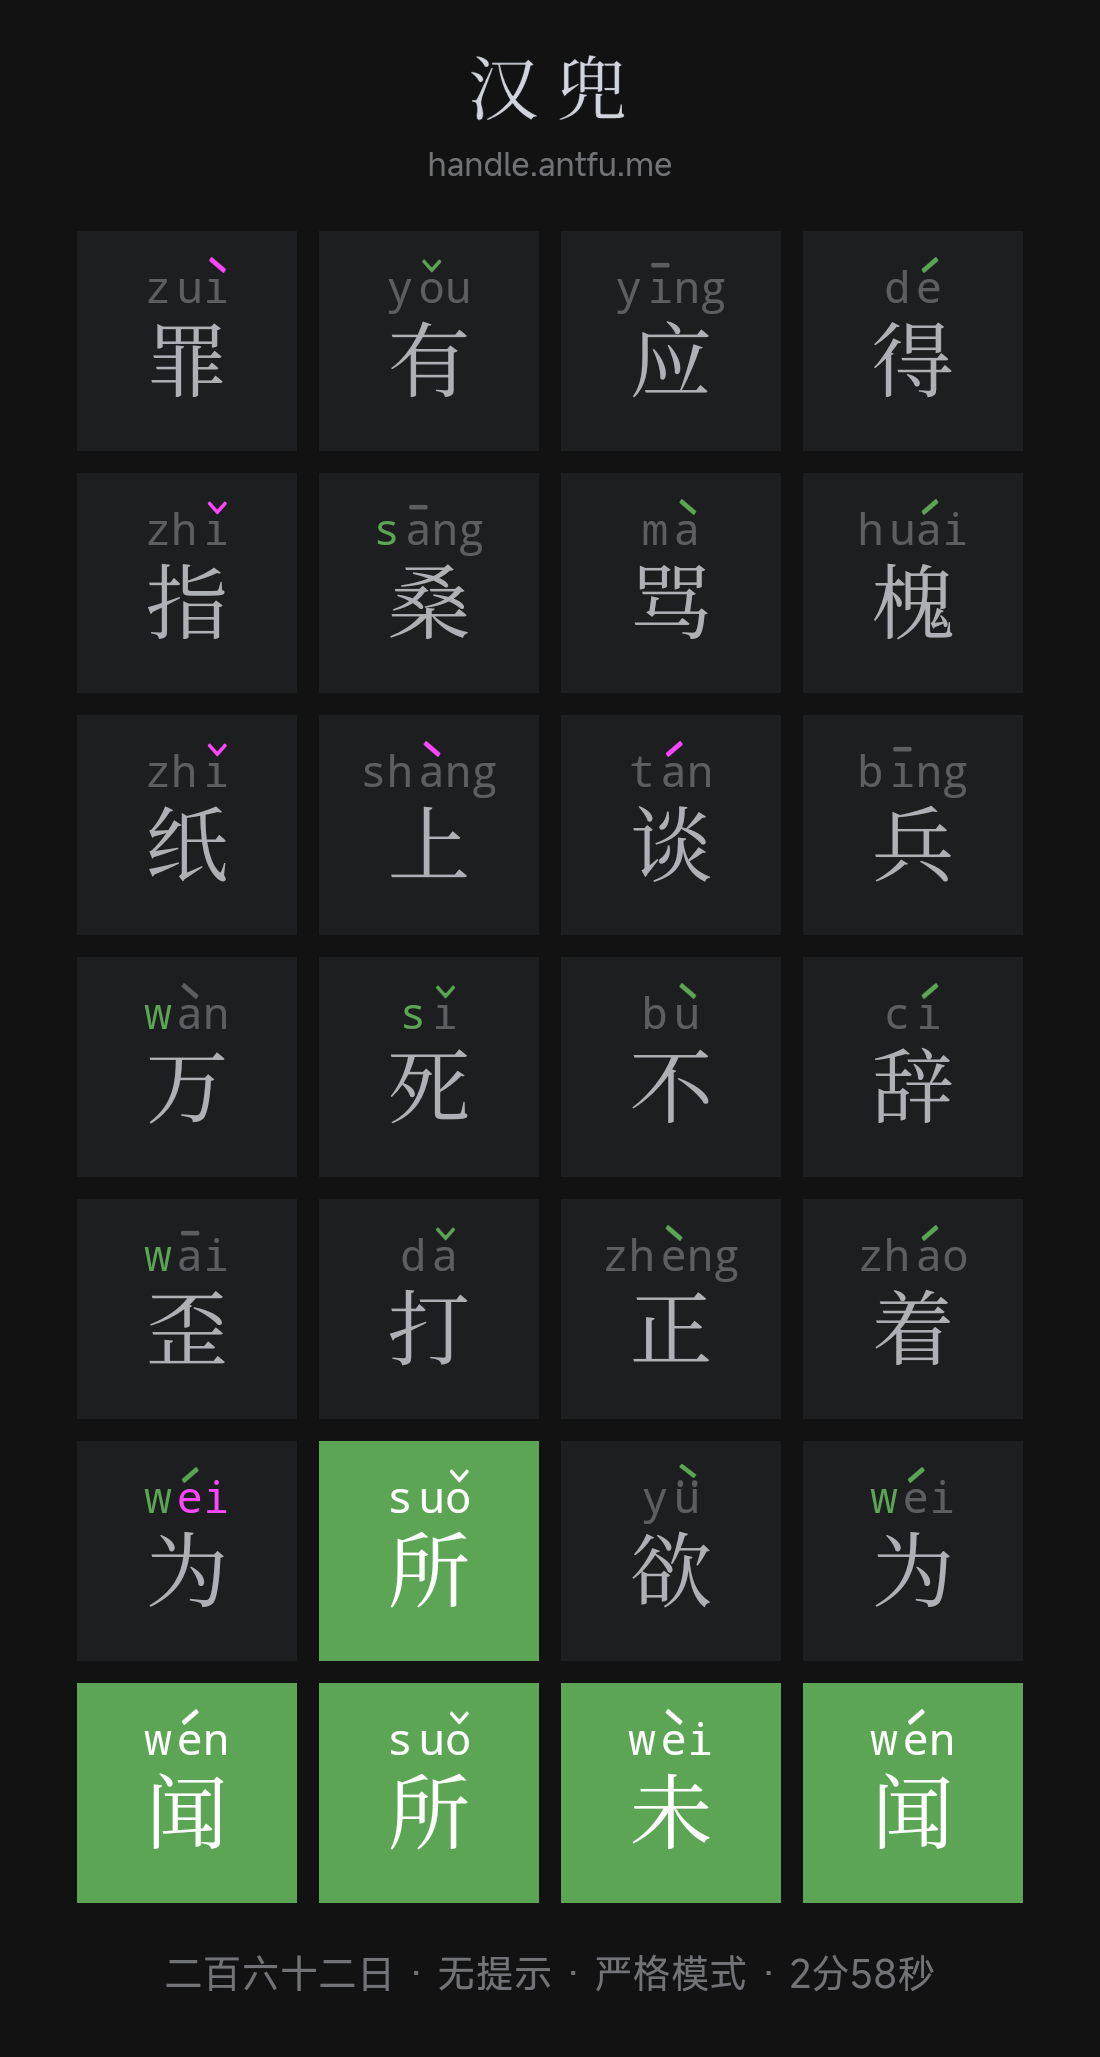 汉兜
handle.antfu.me
zuì yǒu yīng dé
罪 有 应 得
zhǐ sāng mà huái
指 桑 骂 槐
zhǐ shàng tán bīng
纸 上 谈 兵
wàn sǐ bù cí
万 死 不 辞
wāi dǎ zhèng zháo
歪 打 正 着
wéi suǒ yǜ wéi
为 所 欲 为
wén suǒ wèi wén
闻 所 未 闻
二百六十二日 · 无提示 · 严格模式 · 2分58秒